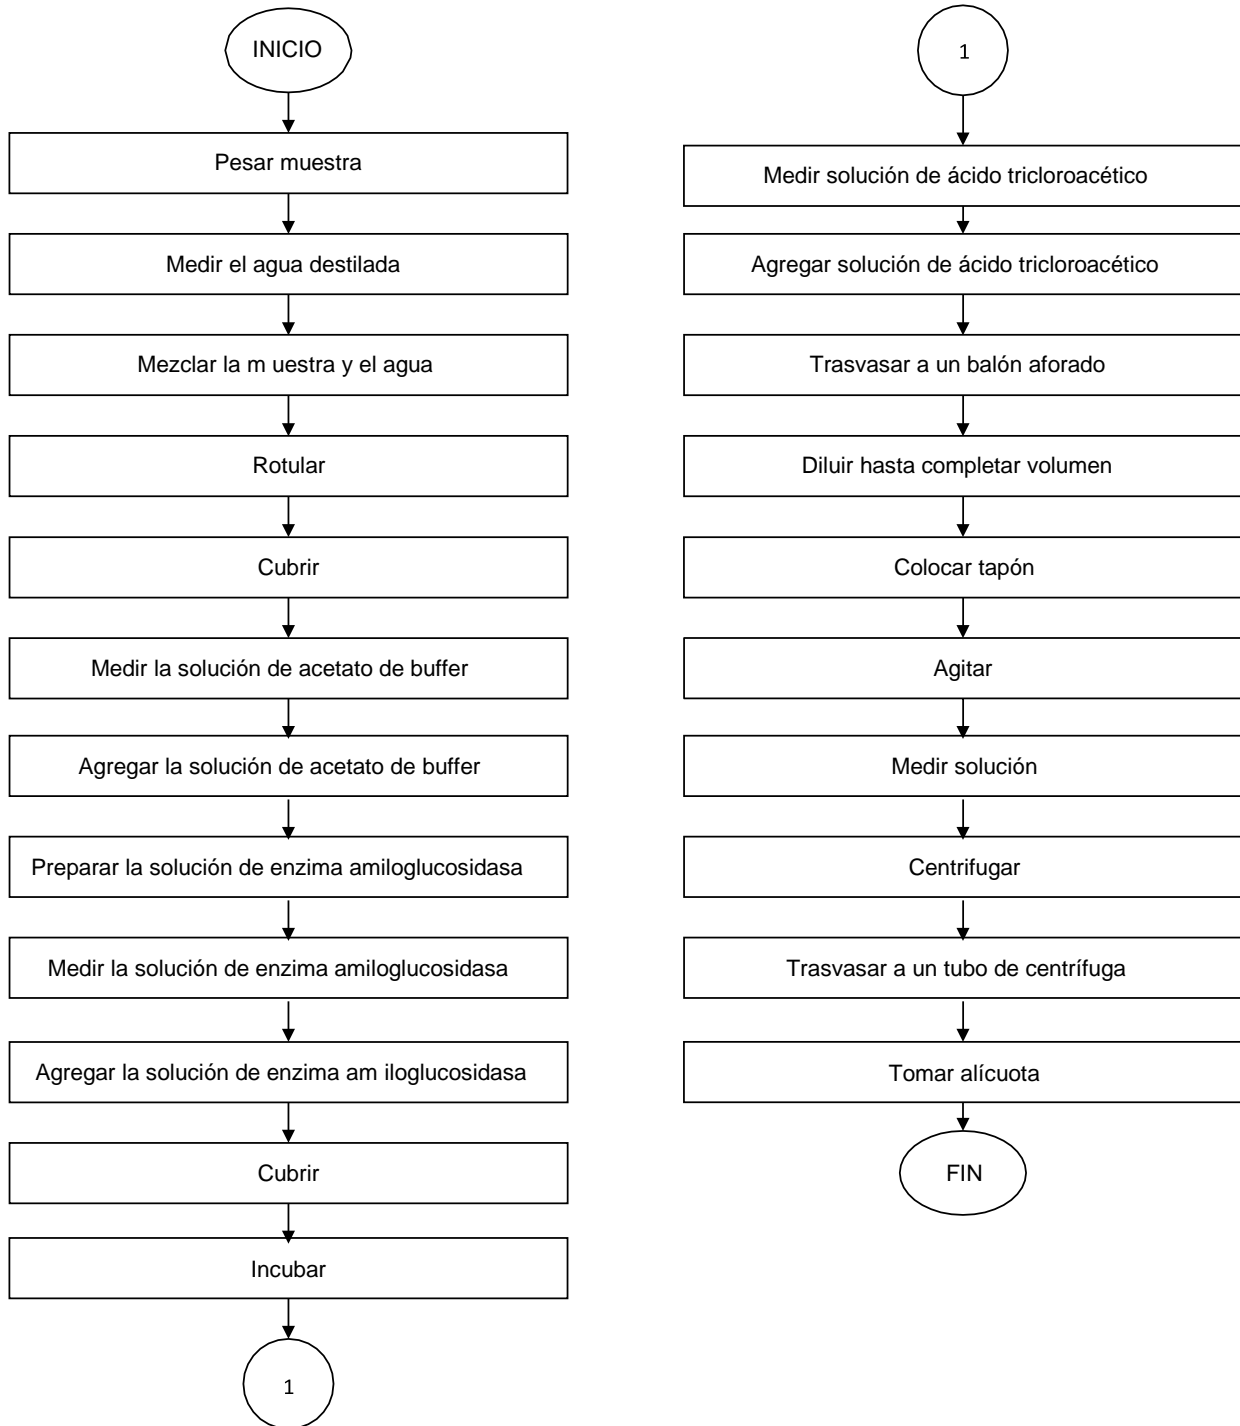 INICIO
Pesar muestra
Medir el agua destilada
Mezclar la m uestra y el agua
Rotular
Cubrir
Medir la solución de acetato de buffer
Agregar la solución de acetato de buffer
Preparar la solución de enzima amiloglucosidasa
Medir la solución de enzima amiloglucosidasa
Agregar la solución de enzima am iloglucosidasa
Cubrir
Incubar
1
1
Medir solución de ácido tricloroacético
Agregar solución de ácido tricloroacético
Trasvasar a un balón aforado
Diluir hasta completar volumen
Colocar tapón
Agitar
Medir solución
Centrifugar
Trasvasar a un tubo de centrífuga
Tomar alícuota
FIN